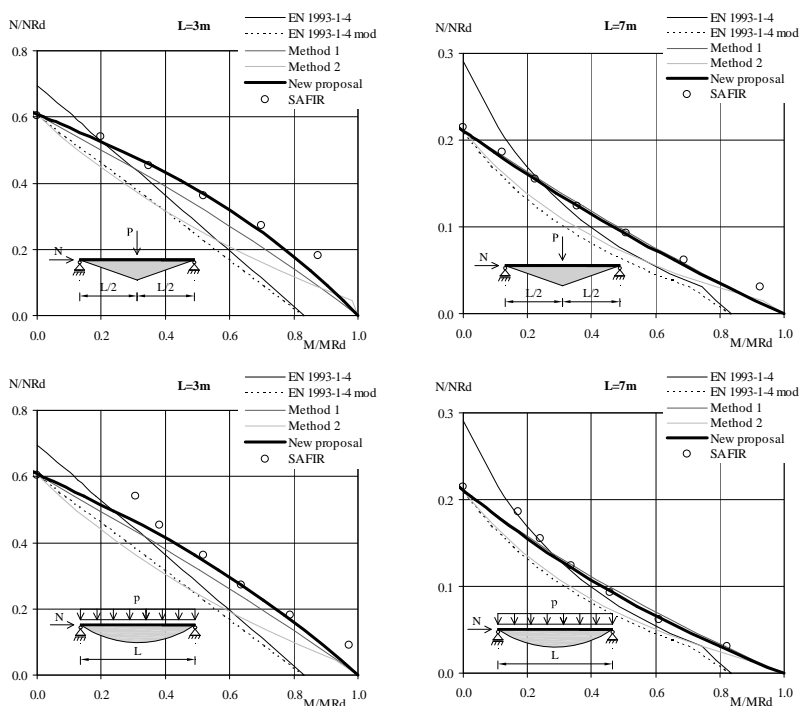 N/NRd
L=3m
EN 1993-1-4
EN 1993-1-4 mod
Method 1
Method 2
New proposal
SAFIR
0.8
0.6
0.4
0.2
0.0
P
N
L/2 L/2
0.0 0.2 0.4 0.6 0.8 1.0
M/MRd
N/NRd
L=7m
EN 1993-1-4
EN 1993-1-4 mod
Method 1
Method 2
New proposal
SAFIR
0.3
0.2
0.1
0.0
P
N
L/2 L/2
0.0 0.2 0.4 0.6 0.8 1.0
M/MRd
N/NRd
L=3m
EN 1993-1-4
EN 1993-1-4 mod
Method 1
Method 2
New proposal
SAFIR
0.8
0.6
0.4
0.2
0.0
p
N
L
0.0 0.2 0.4 0.6 0.8 1.0
M/MRd
N/NRd
L=7m
EN 1993-1-4
EN 1993-1-4 mod
Method 1
Method 2
New proposal
SAFIR
0.3
0.2
0.1
0.0
p
N
L
0.0 0.2 0.4 0.6 0.8 1.0
M/MRd